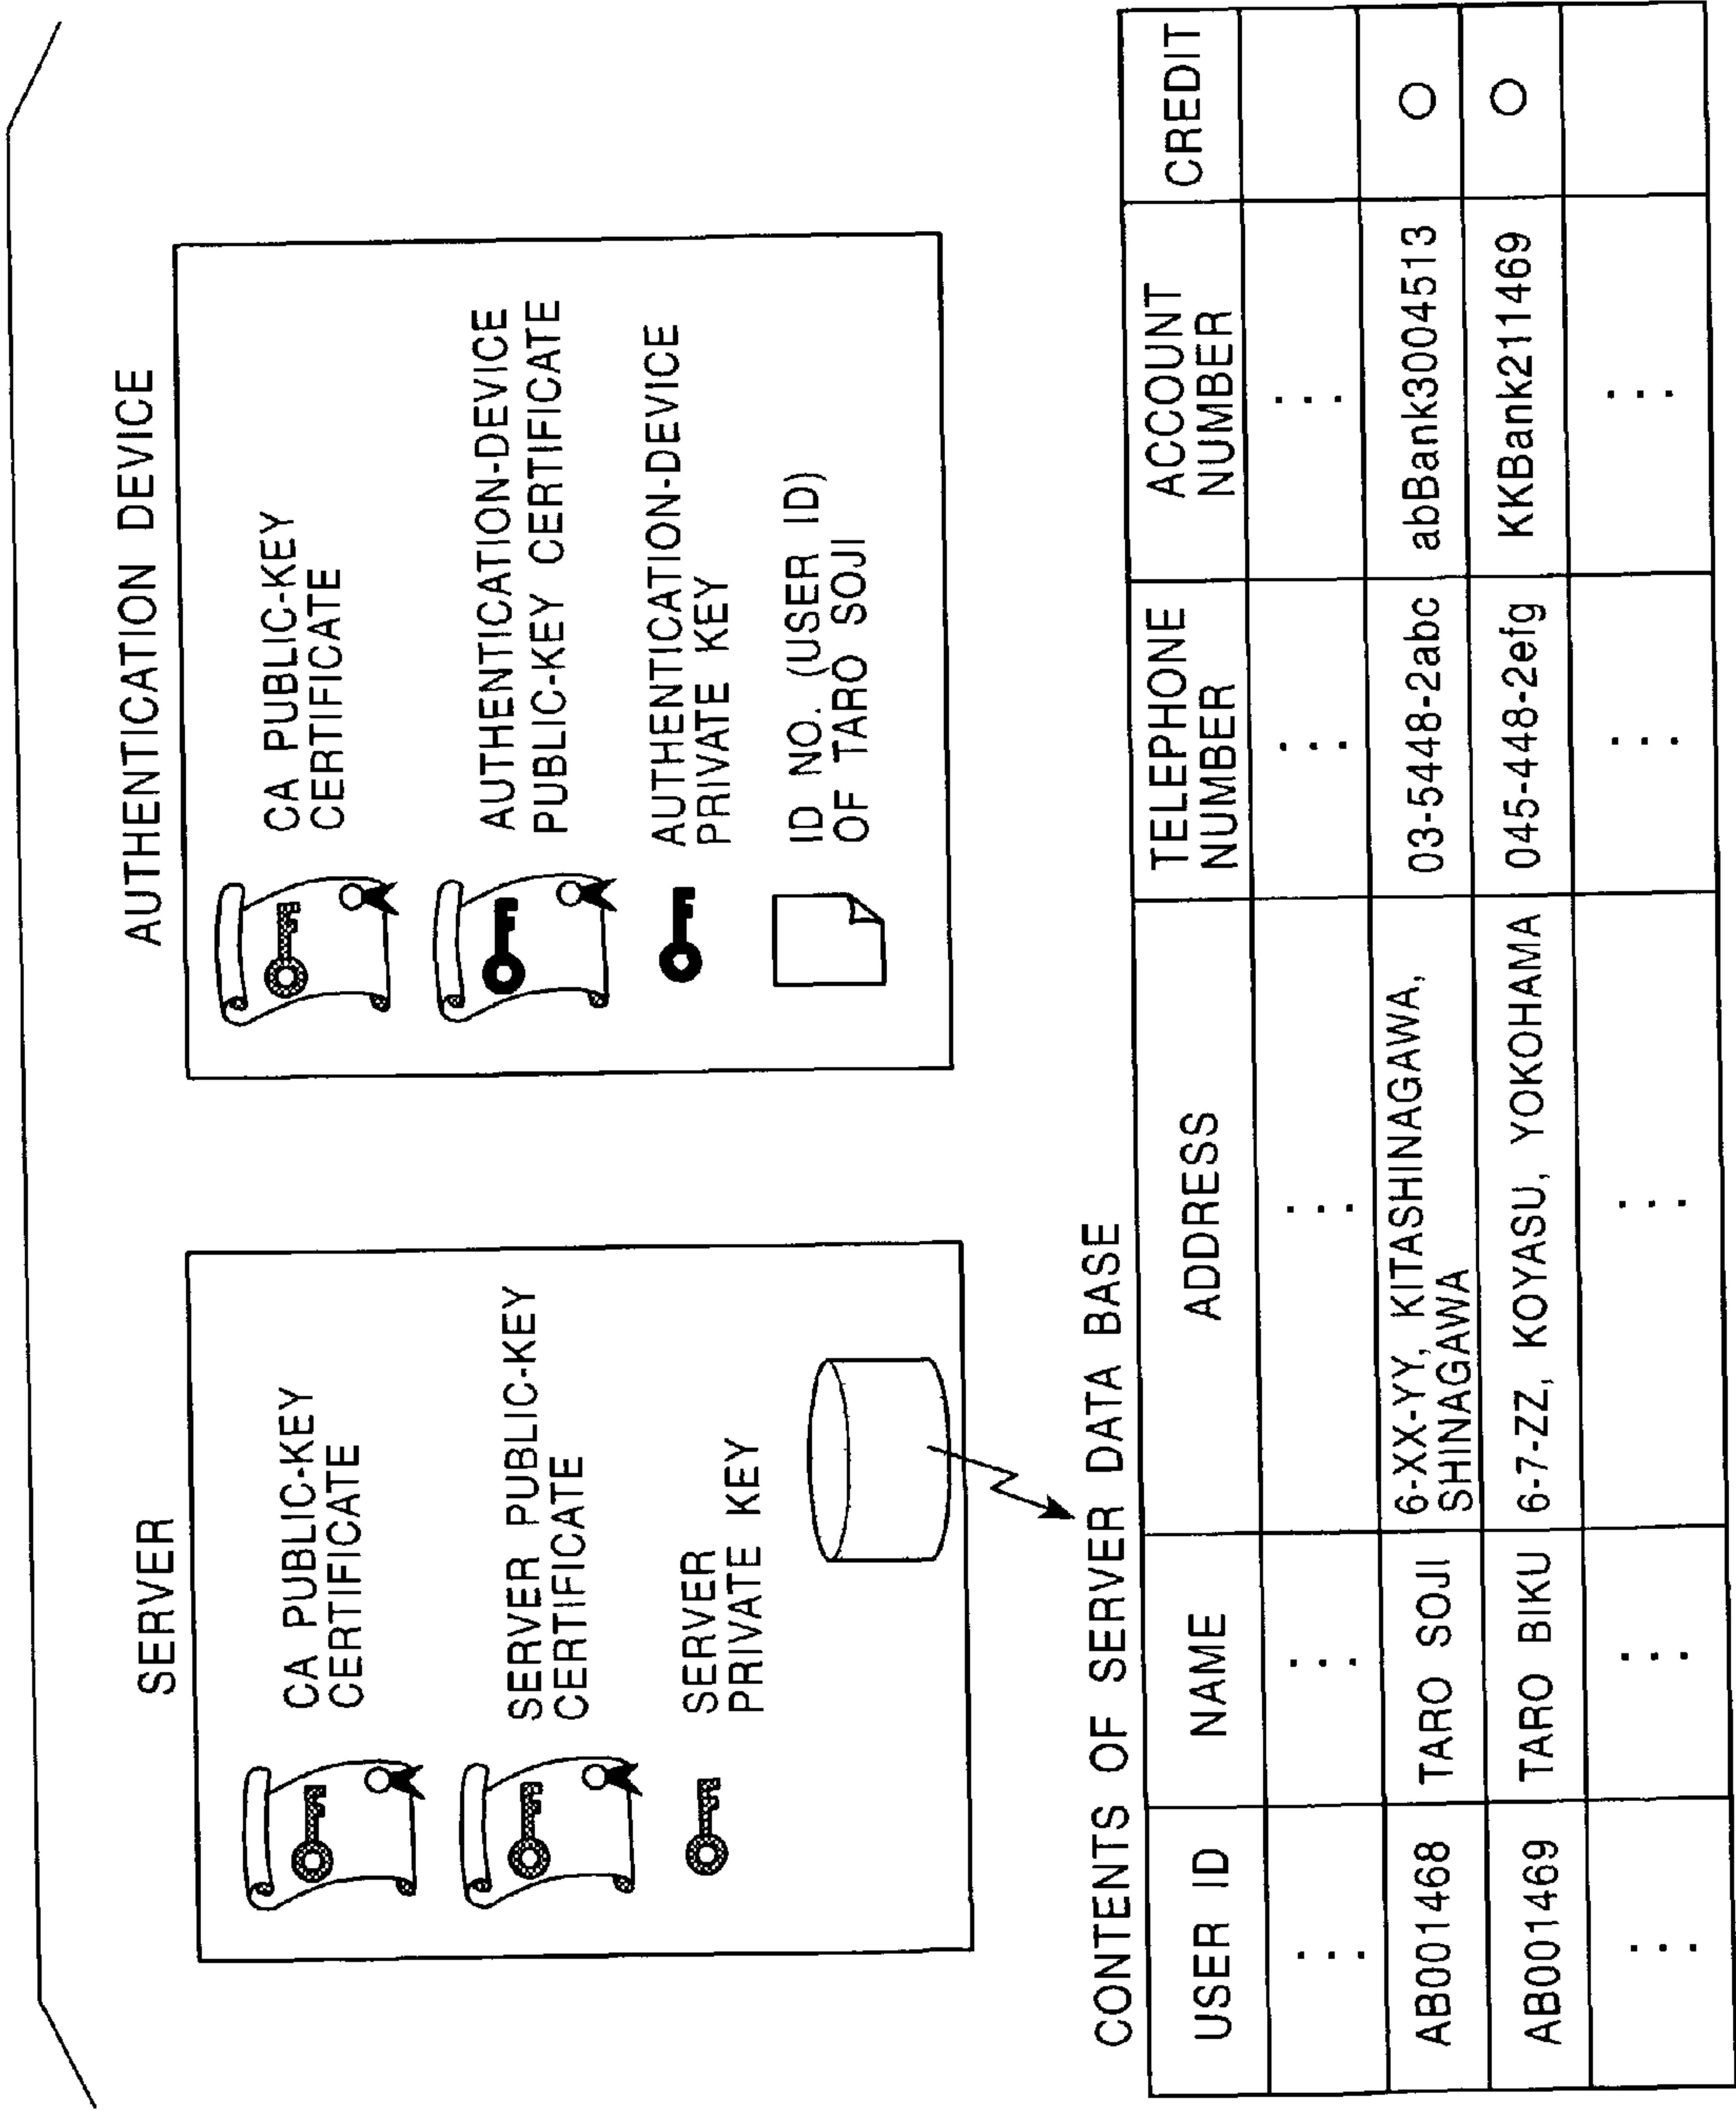 SERVER
CA PUBLIC-KEY
CERTIFICATE
SERVER PUBLIC-KEY
CERTIFICATE
SERVER
PRIVATE KEY
AUTHENTICATION DEVICE
CA PUBLIC-KEY
CERTIFICATE
AUTHENTICATION-DEVICE
PUBLIC-KEY CERTIFICATE
AUTHENTICATION-DEVICE
PRIVATE KEY
ID NO. (USER ID)
OF TARO SOJI
CONTENTS OF SERVER DATA BASE
USER ID NAME ADDRESS TELEPHONE NUMBER ACCOUNT NUMBER CREDIT
... ... ... ... ...
AB001468 TARO SOJI 6-XX-YY, KITASHINAGAWA, SHINAGAWA 03-5448-2abc abBank3004513 ○
AB001469 TARO BIKU 6-7-ZZ, KOYASU, YOKOHAMA 045-448-2efg KKBank211469 ○
... ... ... ... ...